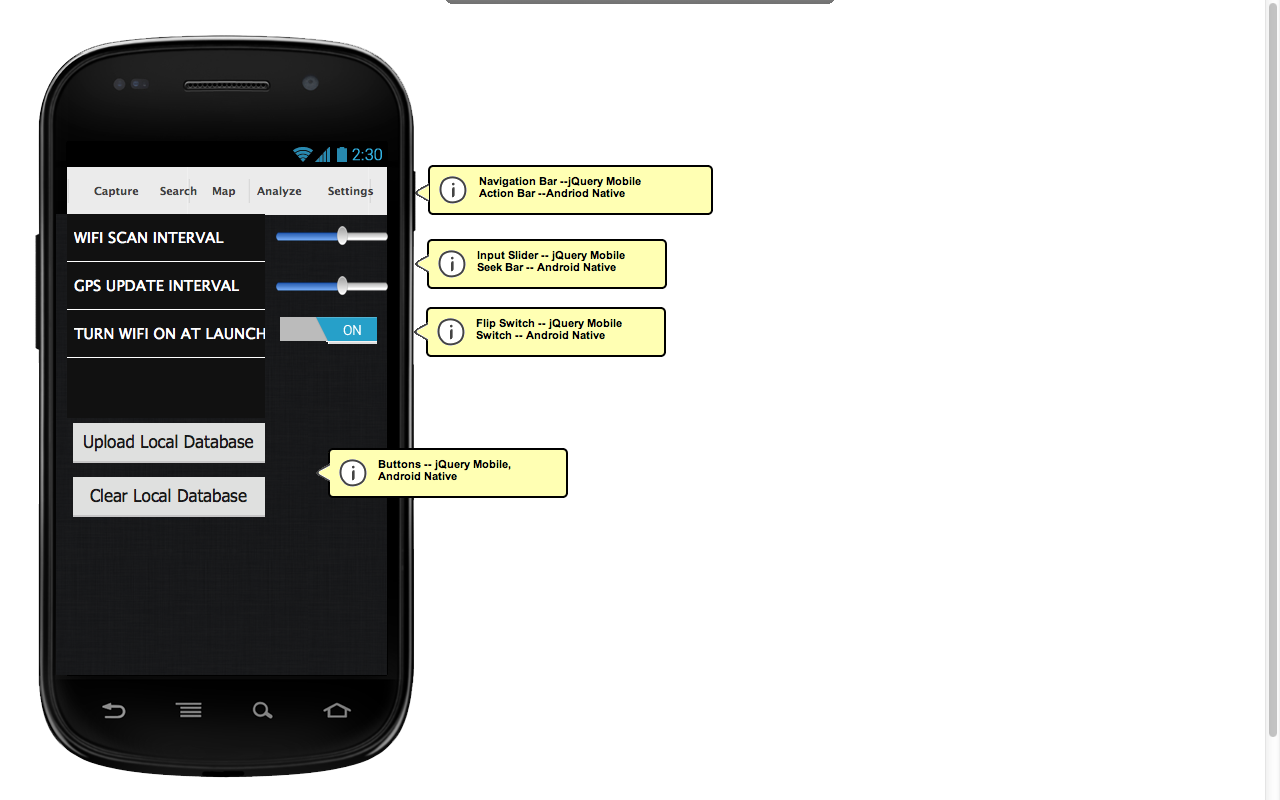 2:30
Capture Search Map Analyze Settings
WIFI SCAN INTERVAL
GPS UPDATE INTERVAL
TURN WIFI ON AT LAUNCH
ON
Upload Local Database
Clear Local Database
Navigation Bar --jQuery Mobile
Action Bar --Andriod Native
Input Slider -- jQuery Mobile
Seek Bar -- Android Native
Flip Switch -- jQuery Mobile
Switch -- Android Native
Buttons -- jQuery Mobile,
Android Native